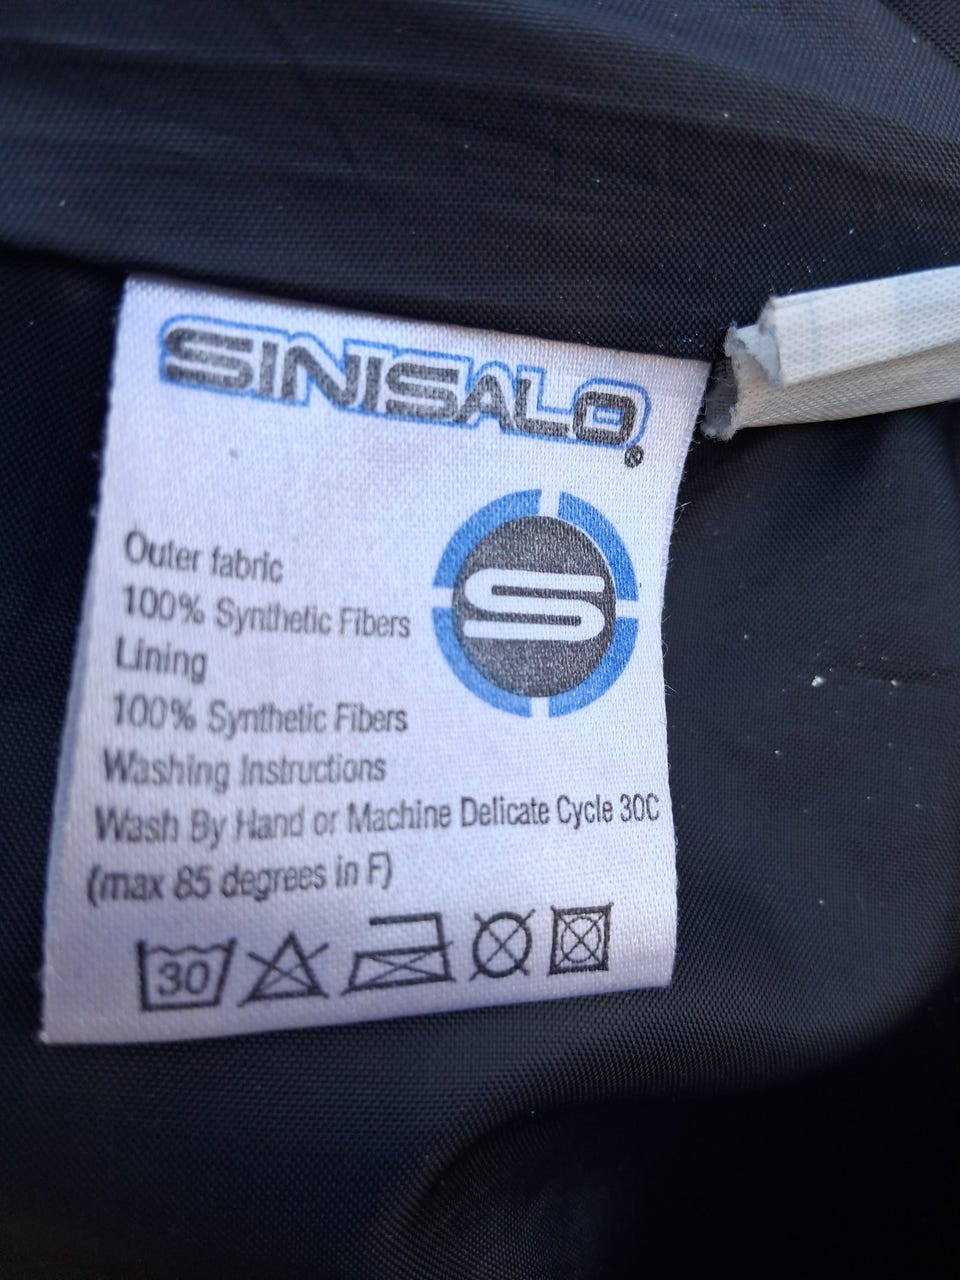 SINISALO®
S
Outer fabric
100% Synthetic Fibers
Lining
100% Synthetic Fibers
Washing Instructions
Wash By Hand or Machine Delicate Cycle 30C
(max 85 degrees in F)
30